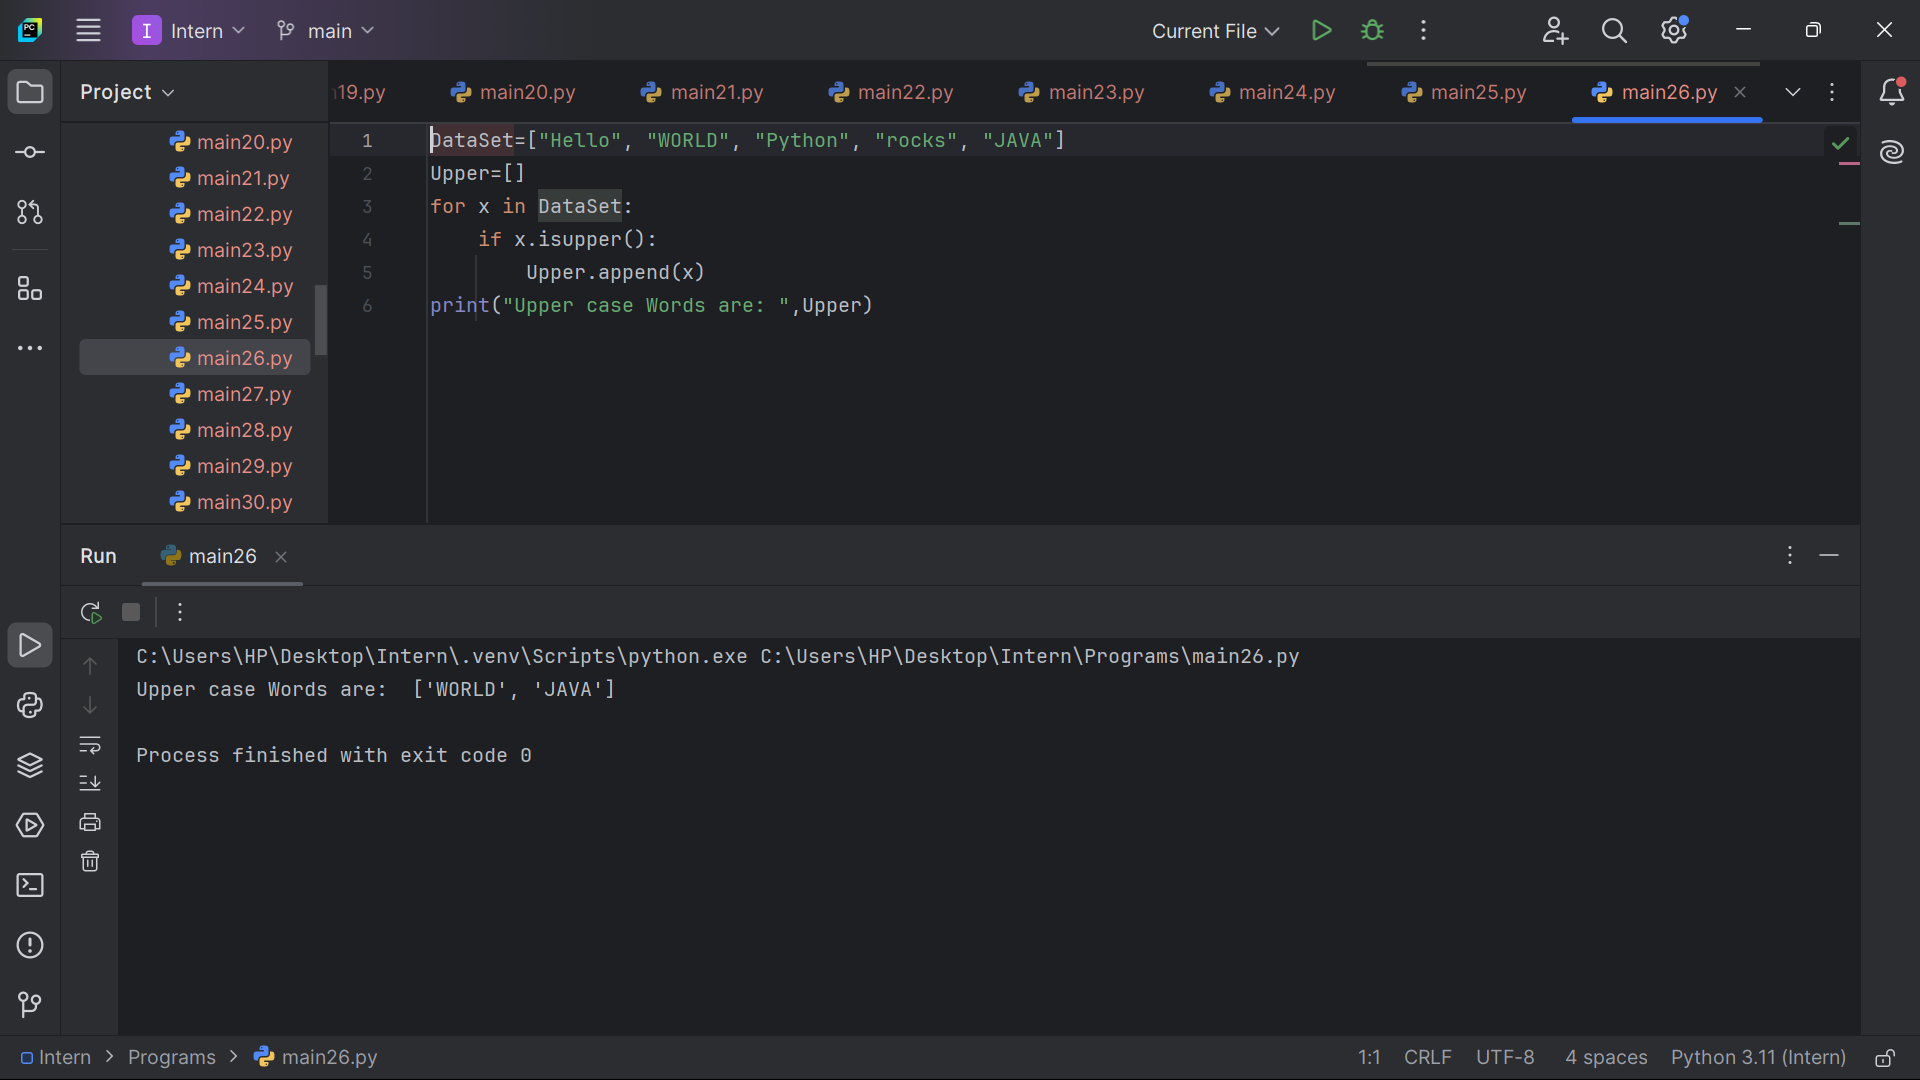 PC
I Intern main Current File
Project
19.py main20.py main21.py main22.py main23.py main24.py main25.py main26.py
main20.py
main21.py
main22.py
main23.py
main24.py
main25.py
main26.py
main27.py
main28.py
main29.py
main30.py
1 DataSet=["Hello", "WORLD", "Python", "rocks", "JAVA"]
2 Upper=[]
3 for x in DataSet:
4 if x.isupper():
5 Upper.append(x)
6 print("Upper case Words are: ",Upper)
Run main26
C:\Users\HP\Desktop\Intern\.venv\Scripts\python.exe C:\Users\HP\Desktop\Intern\Programs\main26.py
Upper case Words are:  ['WORLD', 'JAVA']
Process finished with exit code 0
Intern > Programs > main26.py 1:1 CRLF UTF-8 4 spaces Python 3.11 (Intern)